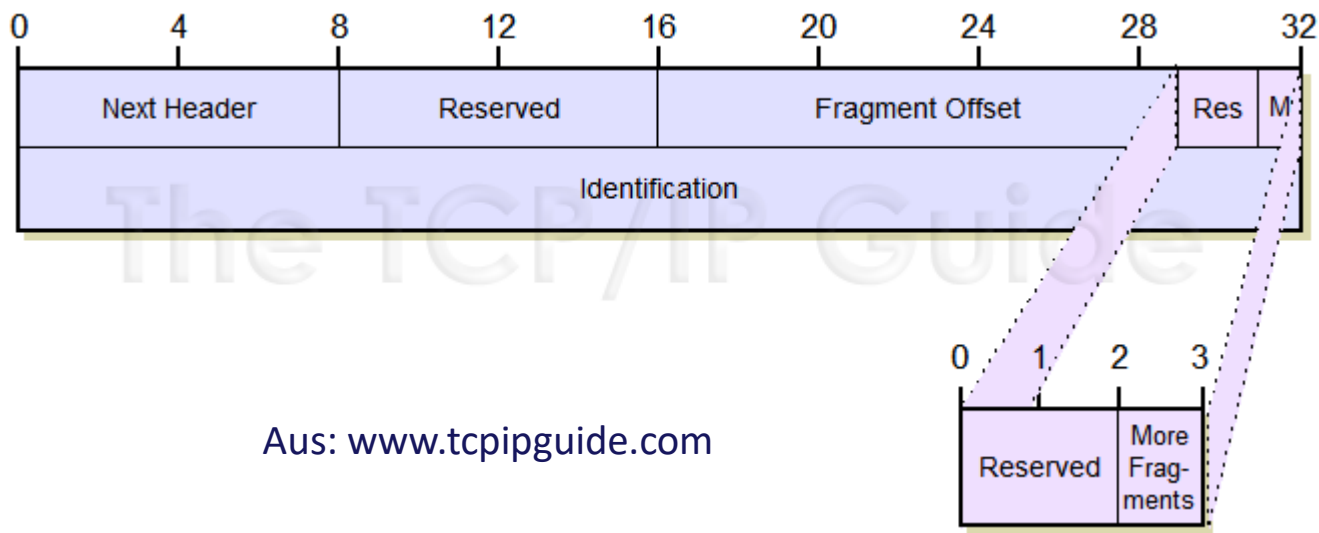 0 4 8 12 16 20 24 28 32
Next Header Reserved Fragment Offset Res M
Identification
The TCP/IP Guide
0 1 2 3
Aus: www.tcpipguide.com
Reserved
More
Frag-
ments